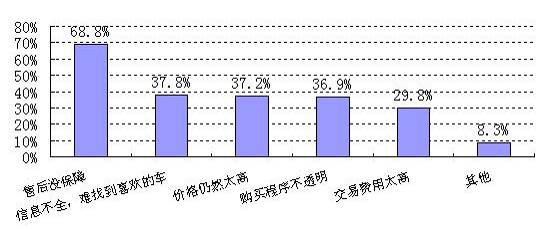 80%
70%
60%
50%
40%
30%
20%
10%
0%
68.8%
37.8%
37.2%
36.9%
29.8%
8.3%
售后没保障
信息不全，难找到喜欢的车
价格仍然太高
购买程序不透明
交易费用太高
其他